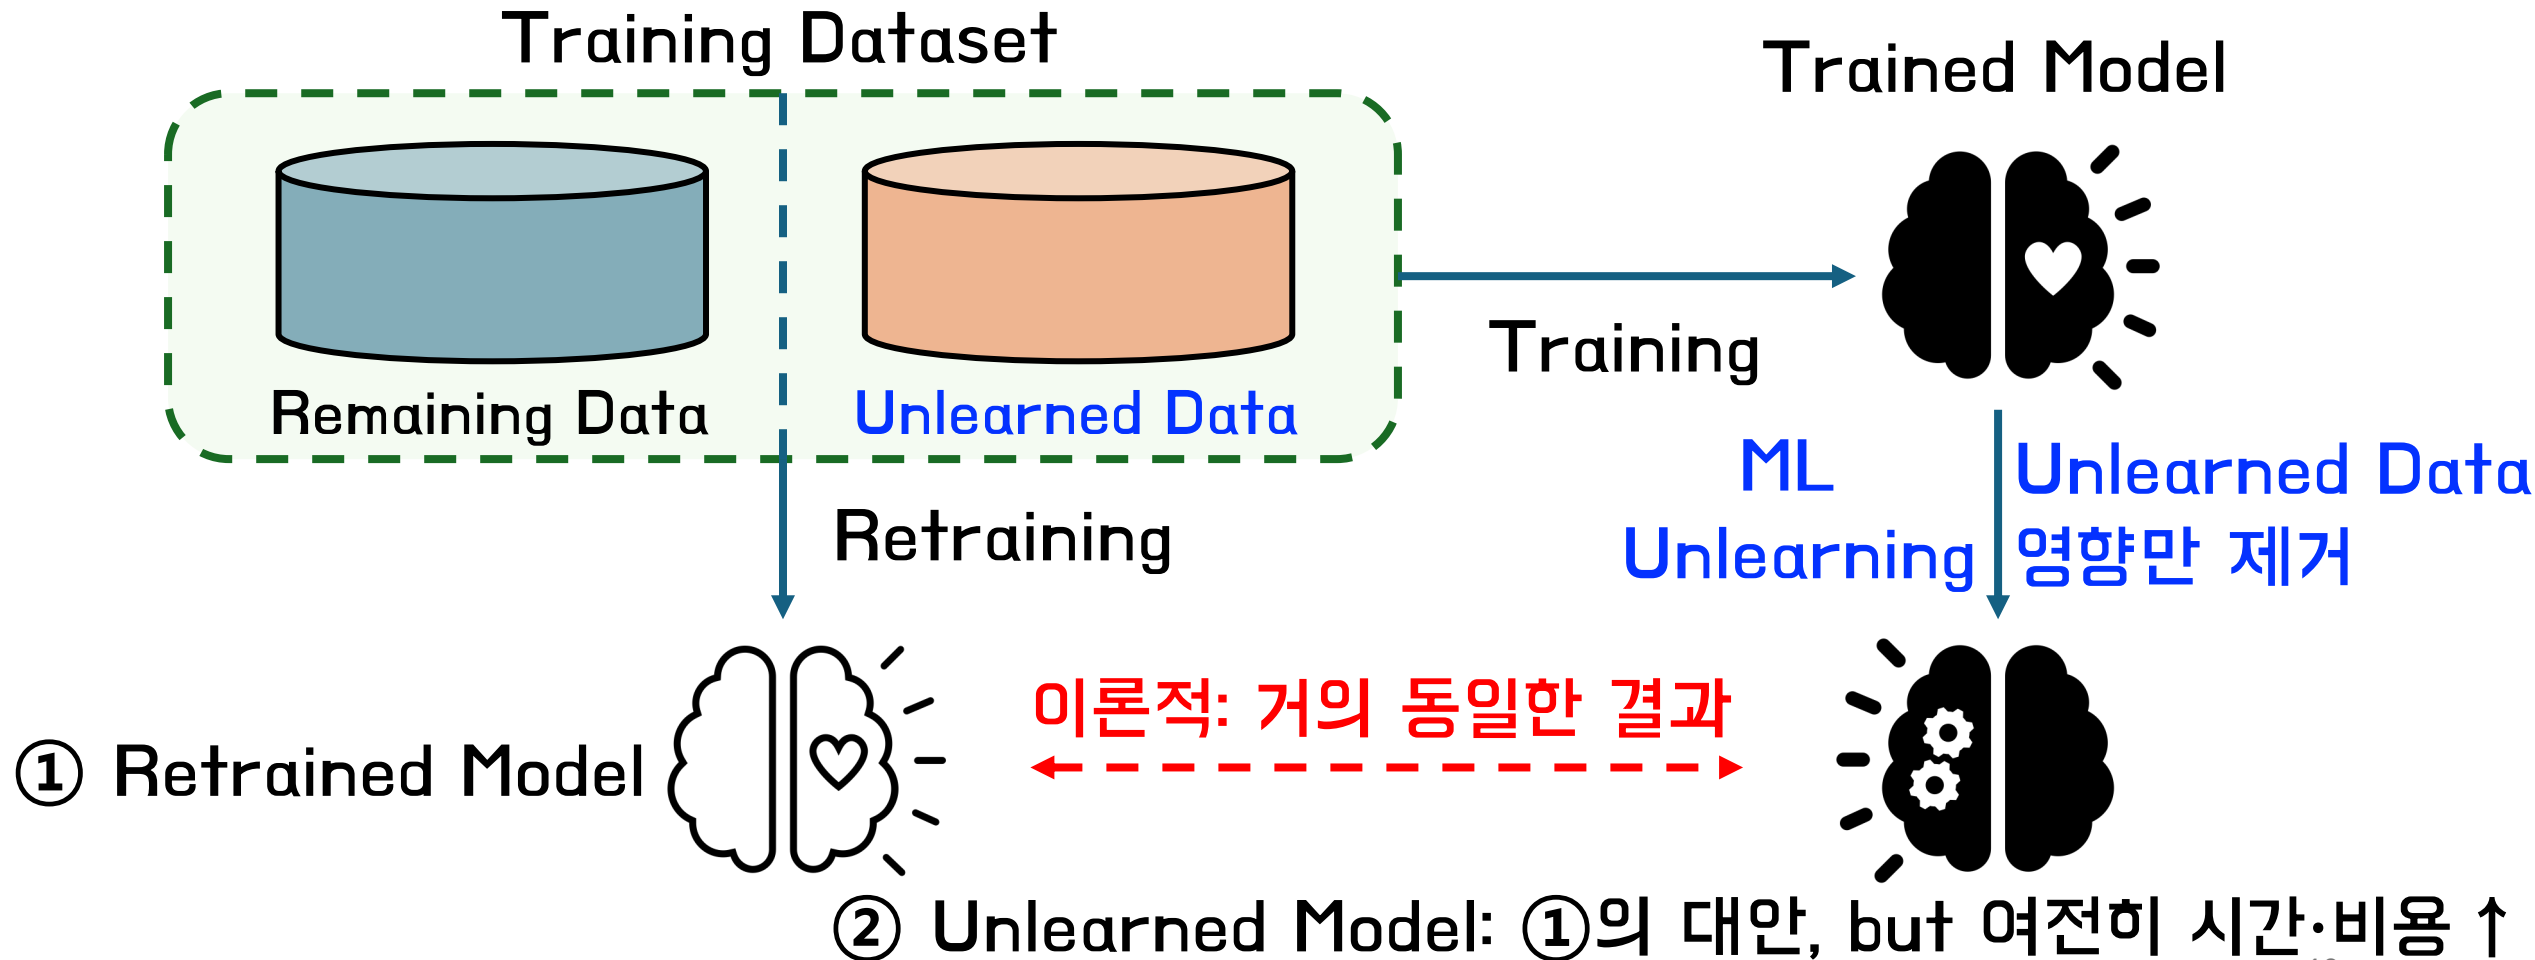 Training Dataset
Trained Model
Remaining Data
Unlearned Data
Training
ML
Unlearning
Unlearned Data
영향만 제거
Retraining
이론적: 거의 동일한 결과
① Retrained Model
② Unlearned Model: ①의 대안, but 여전히 시간·비용 ↑